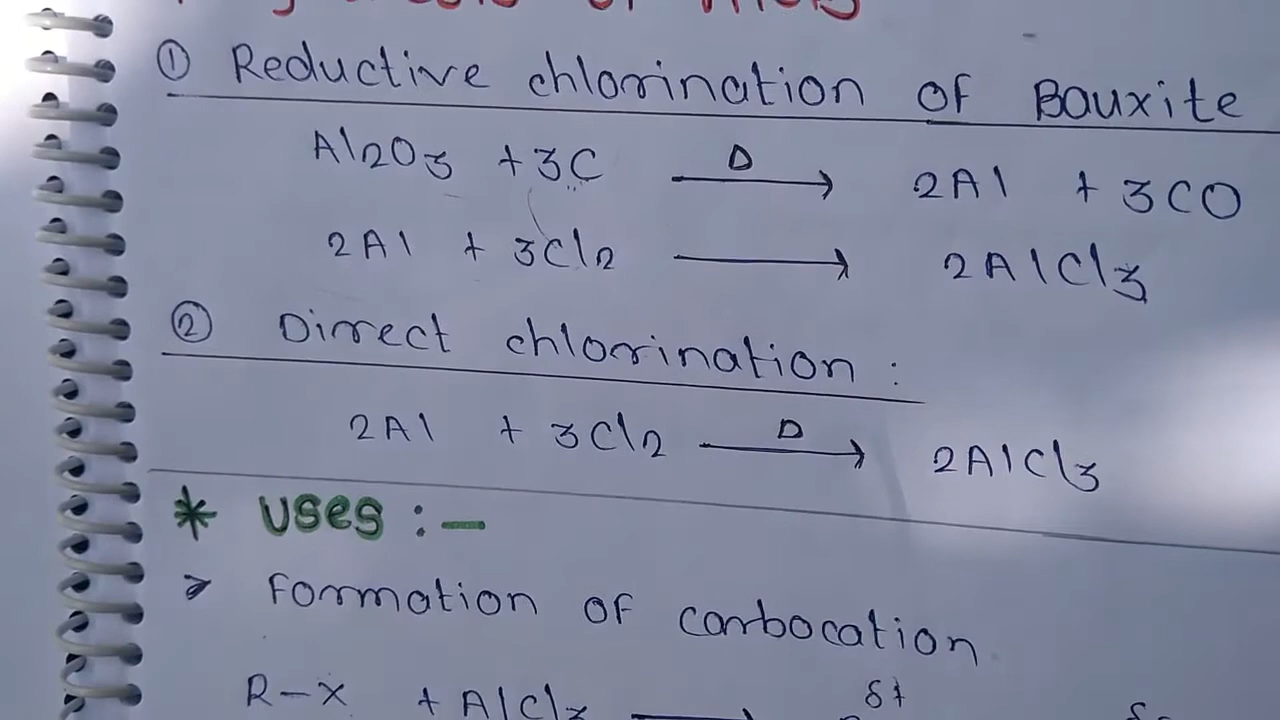 ① Reductive chlorination of Bauxite
Al2O3 + 3C —Δ→ 2Al + 3CO
2Al + 3Cl2 ⟶ 2AlCl3
② Direct chlorination :
2Al + 3Cl2 —Δ→ 2AlCl3
* Uses :-
> Formation of carbocation
R-X + AlCl3 ⟶ δ+